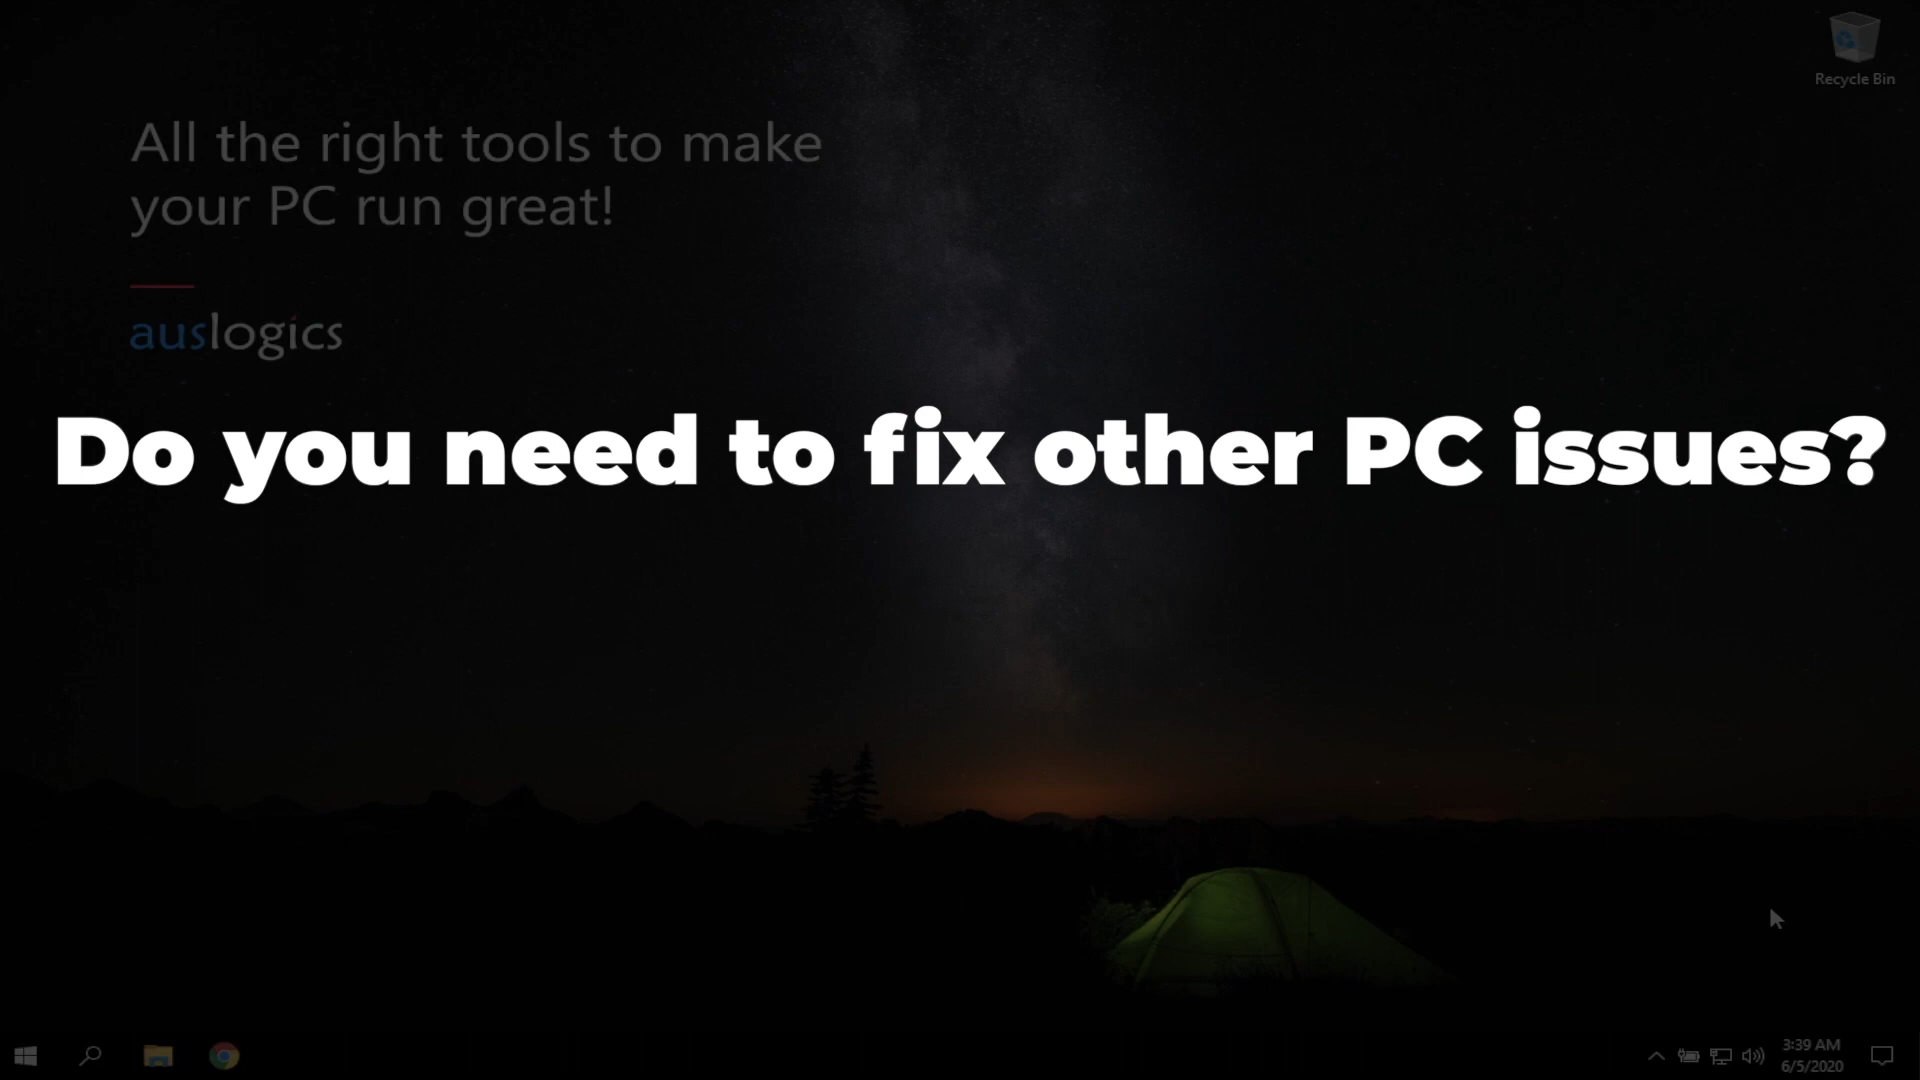 Recycle Bin
All the right tools to make
your PC run great!
auslogics
Do you need to fix other PC issues?
3:39 AM
6/5/2020